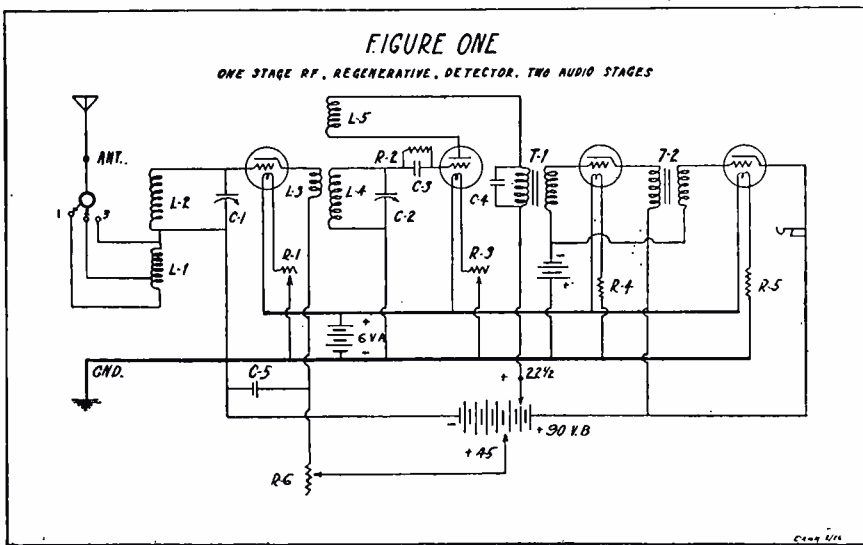 FIGURE ONE
ONE STAGE RF, REGENERATIVE, DETECTOR, TWO AUDIO STAGES
L-5
R-2
T-1
T-2
ANT..
L-2
C-1
L-3
L-4
C-3
C-2
C-4
1
3
L-1
R-1
R-3
-
+
R-4
R-5
+
6 V A
-
GND.
C-5
+ 22½
-
+ 90 V.B
+ 45
R-6